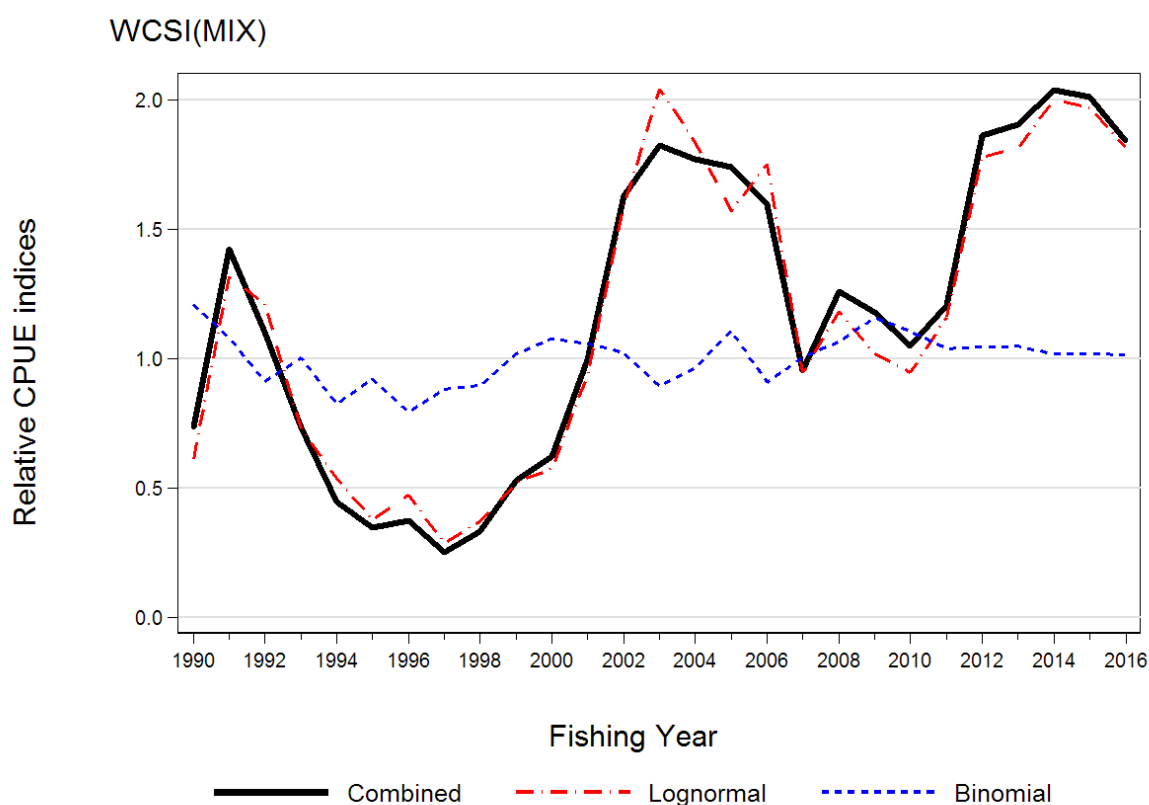 WCSI(MIX)
Relative CPUE indices
2.0
1.5
1.0
0.5
0.0
1990 1992 1994 1996 1998 2000 2002 2004 2006 2008 2010 2012 2014 2016
Fishing Year
Combined Lognormal Binomial